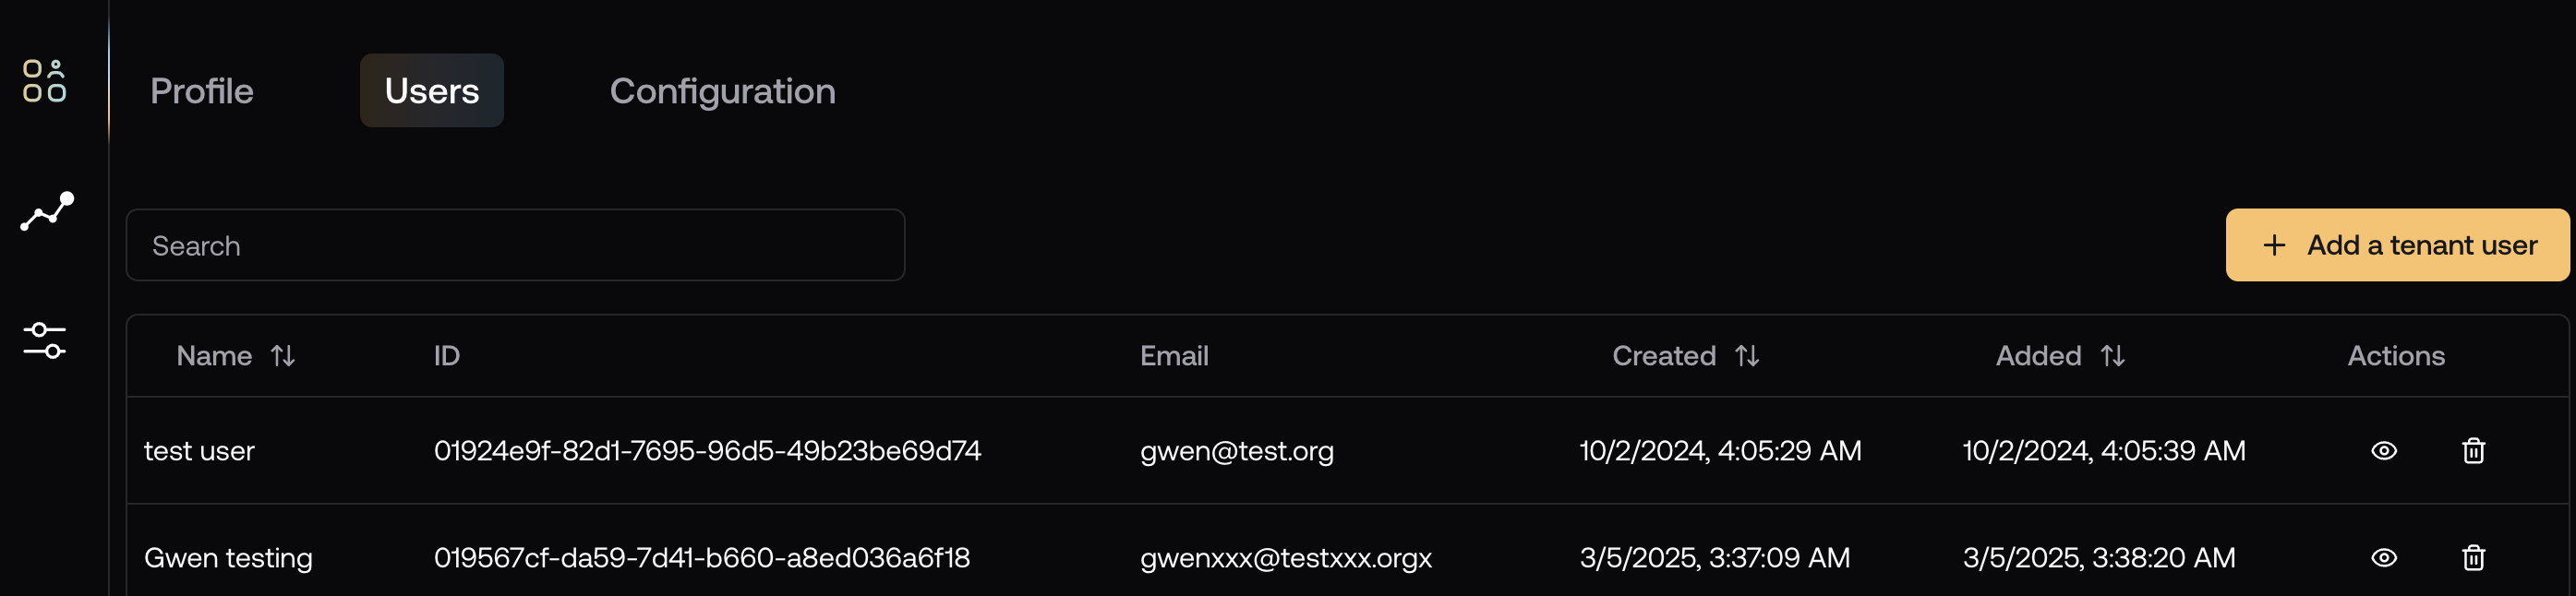 Profile Users Configuration
Search
+ Add a tenant user
Name ID Email Created Added Actions
test user 01924e9f-82d1-7695-96d5-49b23be69d74 gwen@test.org 10/2/2024, 4:05:29 AM 10/2/2024, 4:05:39 AM
Gwen testing 019567cf-da59-7d41-b660-a8ed036a6f18 gwenxxx@testxxx.orgx 3/5/2025, 3:37:09 AM 3/5/2025, 3:38:20 AM